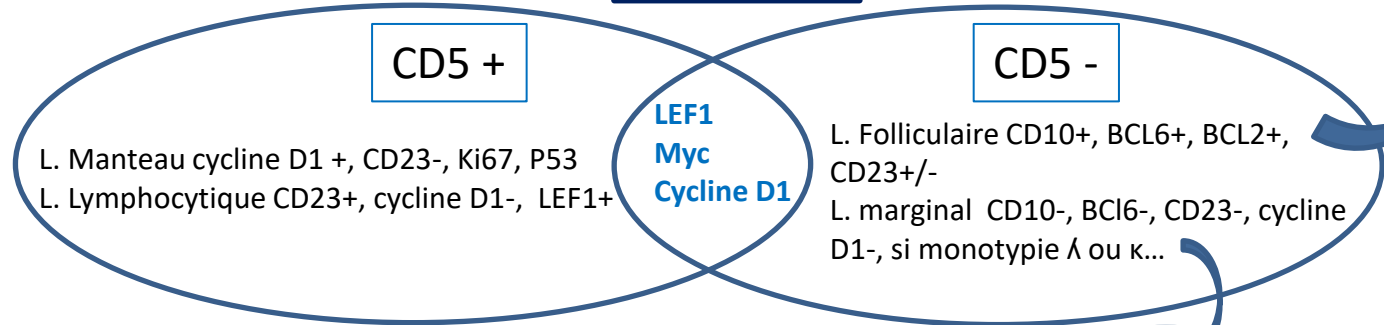 CD5 +
L. Manteau cycline D1 +, CD23-, Ki67, P53
L. Lymphocytique CD23+, cycline D1-, LEF1+
LEF1
Myc
Cycline D1
CD5 -
L. Folliculaire CD10+, BCL6+, BCL2+,
CD23+/-
L. marginal CD10-, BCl6-, CD23-, cycline
D1-, si monotypie ʎ ou κ...